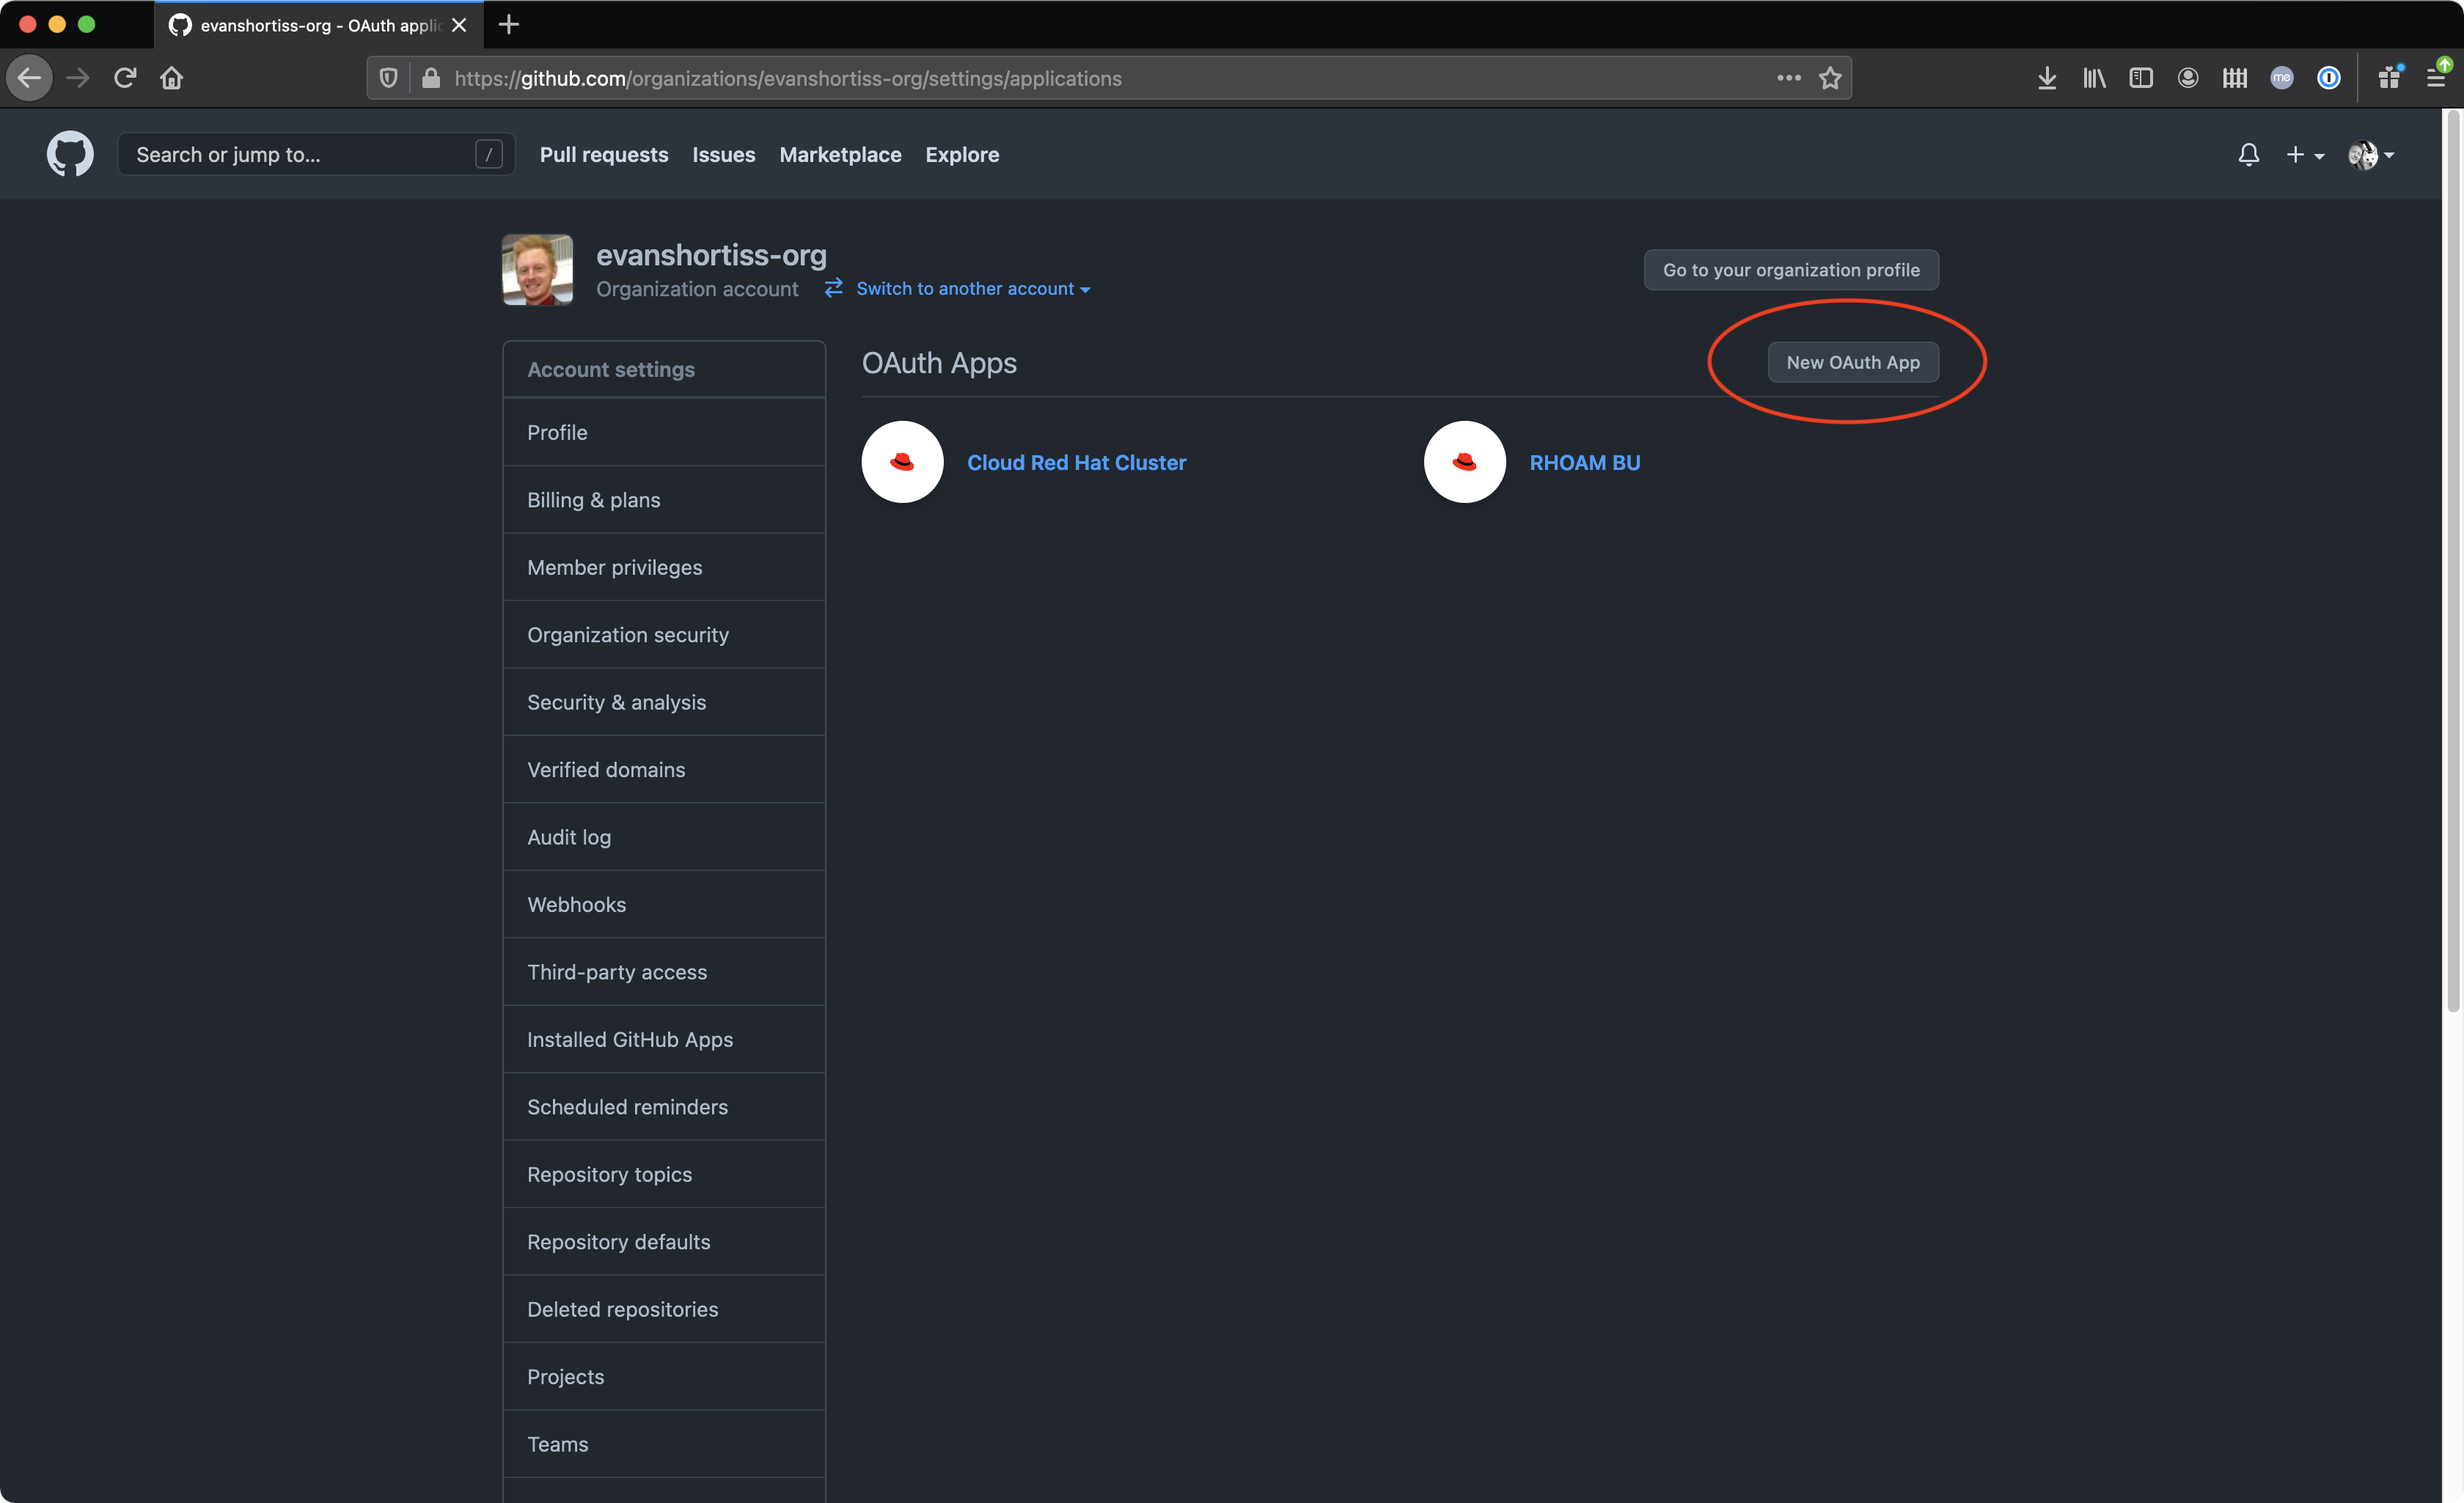 evanshortiss-org - OAuth applic
https://github.com/organizations/evanshortiss-org/settings/applications
me
Search or jump to... /
Pull requests Issues Marketplace Explore
evanshortiss-org
Organization account Switch to another account
Go to your organization profile
Account settings
Profile
Billing & plans
Member privileges
Organization security
Security & analysis
Verified domains
Audit log
Webhooks
Third-party access
Installed GitHub Apps
Scheduled reminders
Repository topics
Repository defaults
Deleted repositories
Projects
Teams
OAuth Apps
New OAuth App
Cloud Red Hat Cluster
RHOAM BU